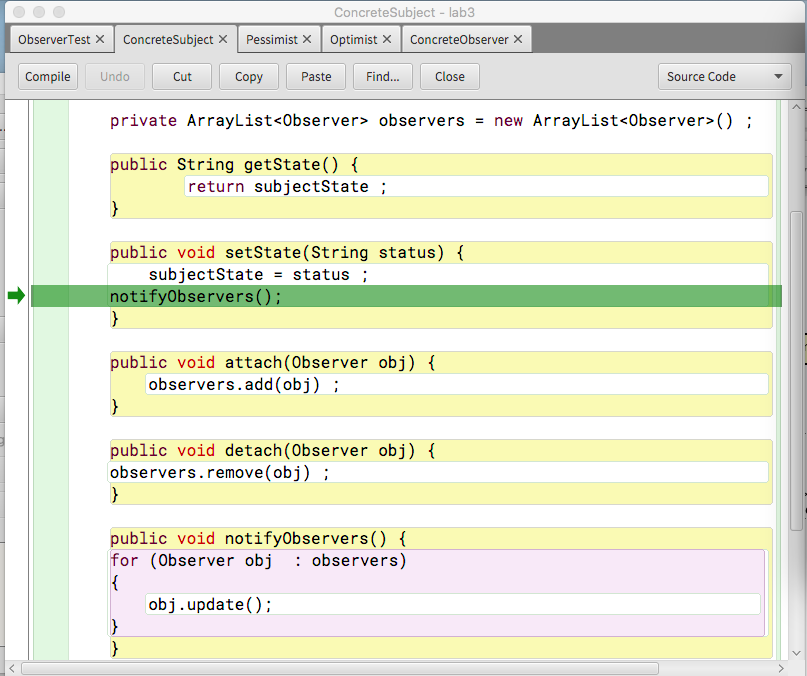 ConcreteSubject - lab3
ObserverTest ✕ ConcreteSubject ✕ Pessimist ✕ Optimist ✕ ConcreteObserver ✕
Compile Undo Cut Copy Paste Find... Close Source Code
private ArrayList<Observer> observers = new ArrayList<Observer>() ;
public String getState() {
return subjectState ;
}
public void setState(String status) {
subjectState = status ;
notifyObservers();
}
public void attach(Observer obj) {
observers.add(obj) ;
}
public void detach(Observer obj) {
observers.remove(obj) ;
}
public void notifyObservers() {
for (Observer obj  : observers)
{
obj.update();
}
}